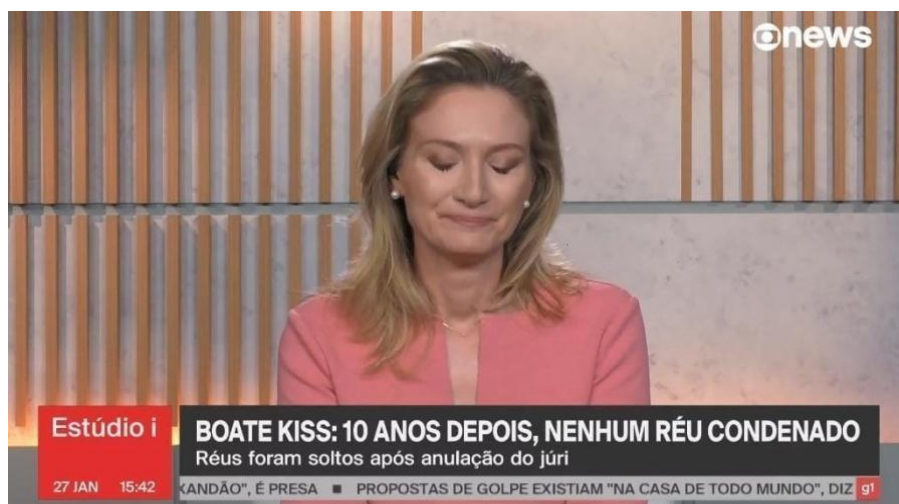 news
Estúdio i
BOATE KISS: 10 ANOS DEPOIS, NENHUM RÉU CONDENADO
Réus foram soltos após anulação do júri
27 JAN 15:42
KANDÃO", É PRESA ■ PROPOSTAS DE GOLPE EXISTIAM "NA CASA DE TODO MUNDO", DIZ g1